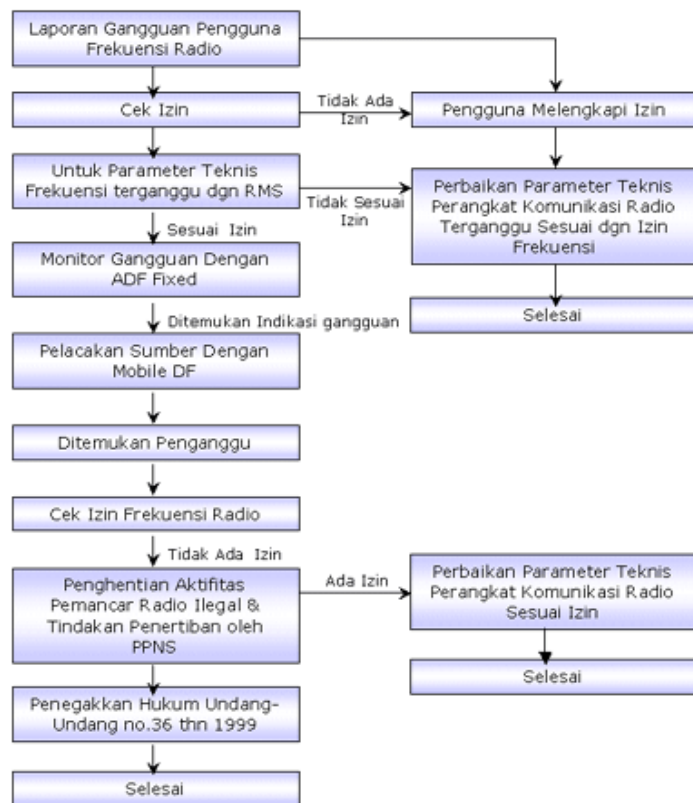 Laporan Gangguan Pengguna
Frekuensi Radio
Cek Izin
Tidak Ada
Izin
Pengguna Melengkapi Izin
Untuk Parameter Teknis
Frekuensi terganggu dgn RMS
Tidak Sesuai
Izin
Perbaikan Parameter Teknis
Perangkat Komunikasi Radio
Terganggu Sesuai dgn Izin
Frekuensi
Sesuai Izin
Monitor Gangguan Dengan
ADF Fixed
Selesai
Ditemukan Indikasi gangguan
Pelacakan Sumber Dengan
Mobile DF
Ditemukan Penganggu
Cek Izin Frekuensi Radio
Tidak Ada Izin
Penghentian Aktifitas
Pemancar Radio Ilegal &
Tindakan Penertiban oleh
PPNS
Ada Izin
Perbaikan Parameter Teknis
Perangkat Komunikasi Radio
Sesuai Izin
Selesai
Penegakkan Hukum Undang-
Undang no.36 thn 1999
Selesai